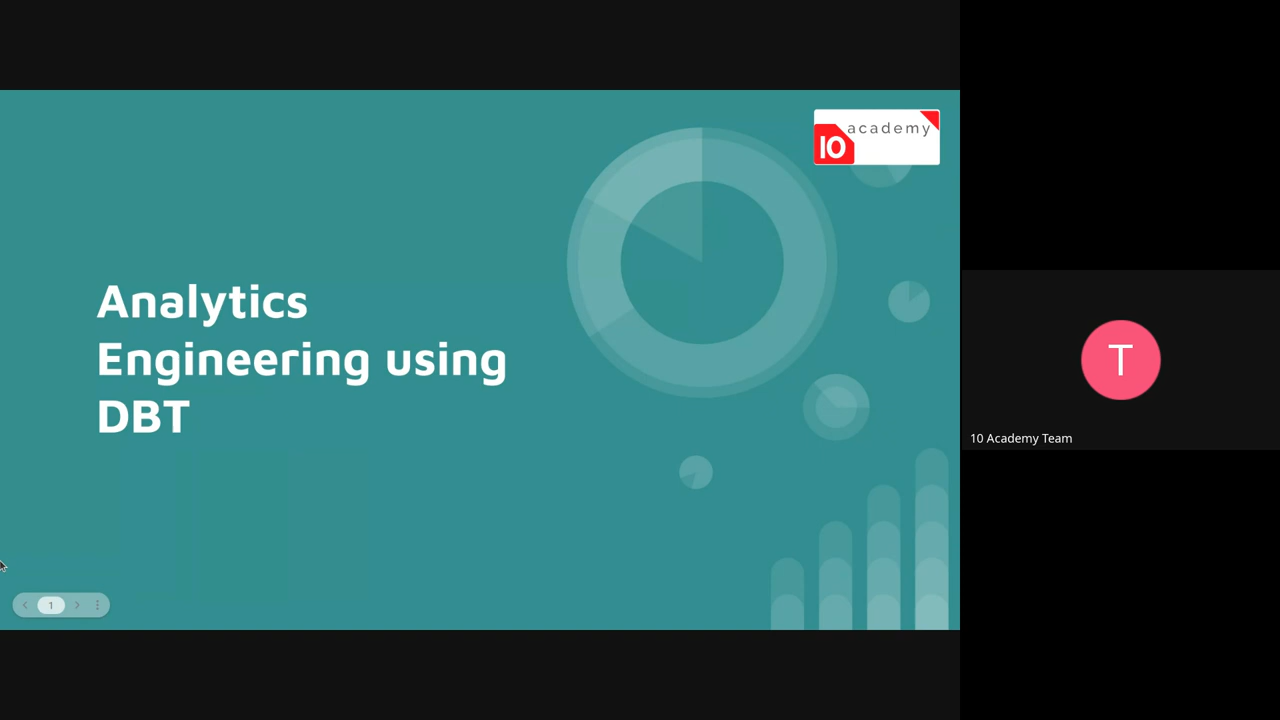 10 academy
Analytics
Engineering using
DBT
1
T
10 Academy Team